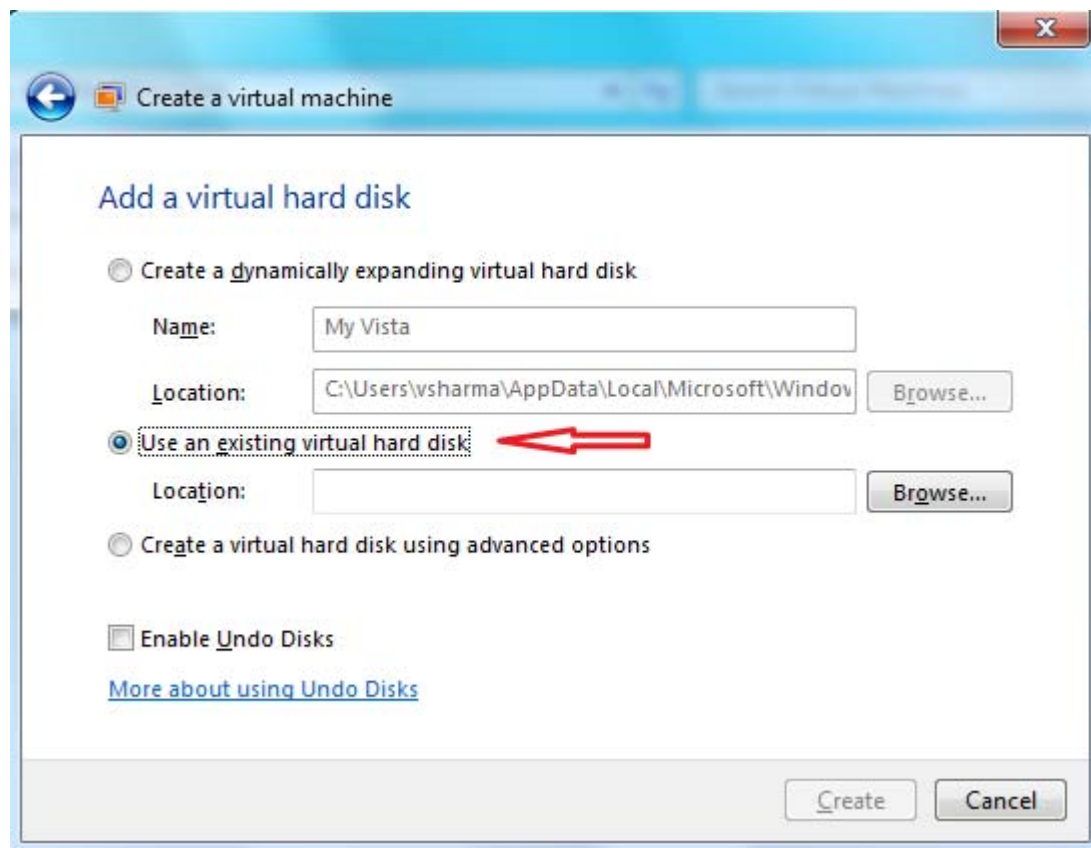 Create a virtual machine
Add a virtual hard disk
Create a dynamically expanding virtual hard disk
Name: My Vista
Location: C:\Users\vsharma\AppData\Local\Microsoft\Window Browse...
Use an existing virtual hard disk
Location: Browse...
Create a virtual hard disk using advanced options
Enable Undo Disks
More about using Undo Disks
Create Cancel